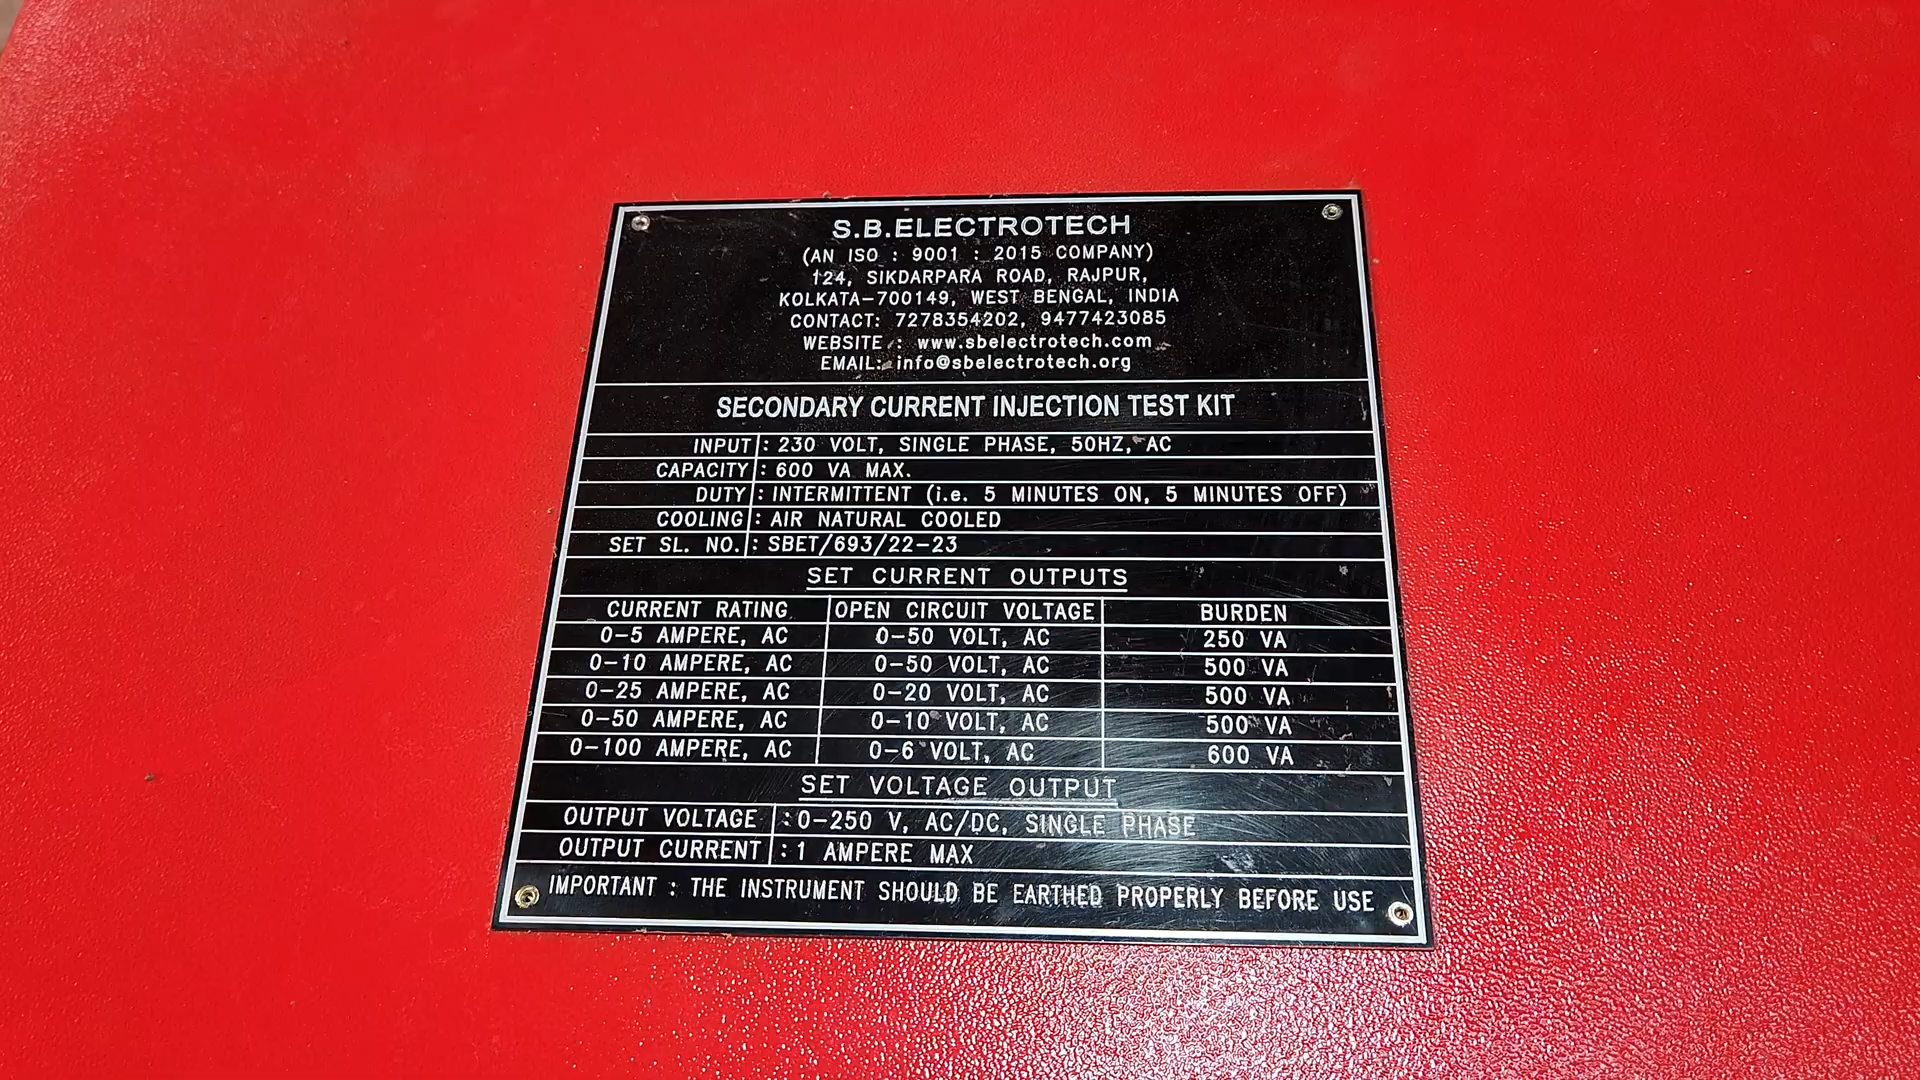 S.B.ELECTROTECH
(AN ISO : 9001 : 2015 COMPANY)
124, SIKDARPARA ROAD, RAJPUR,
KOLKATA-700149, WEST BENGAL, INDIA
CONTACT: 7278354202, 9477423085
WEBSITE : www.sbelectrotech.com
EMAIL: info@sbelectrotech.org
SECONDARY CURRENT INJECTION TEST KIT
INPUT : 230 VOLT, SINGLE PHASE, 50HZ, AC
CAPACITY : 600 VA MAX.
DUTY : INTERMITTENT (i.e. 5 MINUTES ON, 5 MINUTES OFF)
COOLING : AIR NATURAL COOLED
SET SL. NO. : SBET/693/22-23
SET CURRENT OUTPUTS
CURRENT RATING OPEN CIRCUIT VOLTAGE BURDEN
0-5 AMPERE, AC 0-50 VOLT, AC 250 VA
0-10 AMPERE, AC 0-50 VOLT, AC 500 VA
0-25 AMPERE, AC 0-20 VOLT, AC 500 VA
0-50 AMPERE, AC 0-10 VOLT, AC 500 VA
0-100 AMPERE, AC 0-6 VOLT, AC 600 VA
SET VOLTAGE OUTPUT
OUTPUT VOLTAGE : 0-250 V, AC/DC, SINGLE PHASE
OUTPUT CURRENT : 1 AMPERE MAX
IMPORTANT : THE INSTRUMENT SHOULD BE EARTHED PROPERLY BEFORE USE